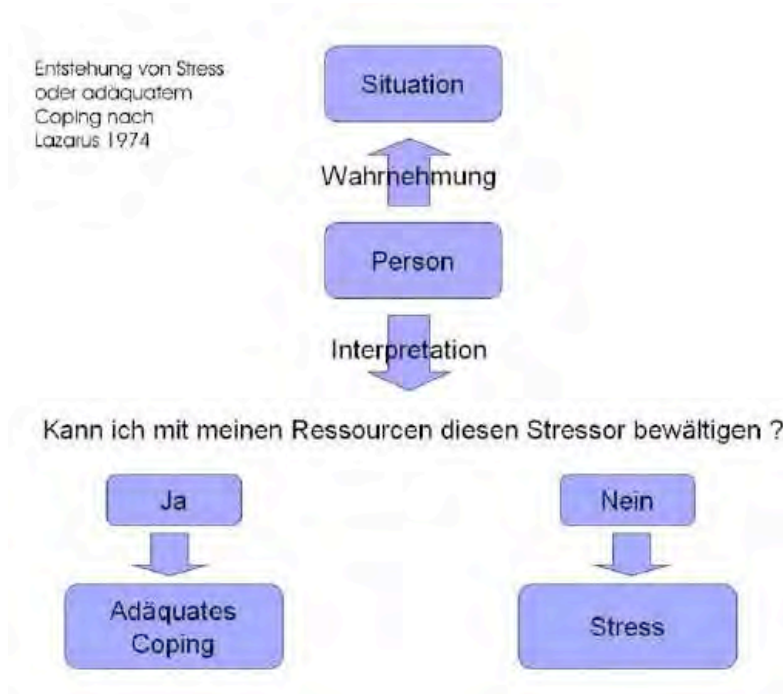 Entstehung von Stress
oder adäquatem
Coping nach
Lazarus 1974
Situation
Wahrnehmung
Person
Interpretation
Kann ich mit meinen Ressourcen diesen Stressor bewältigen ?
Ja
Nein
Adäquates
Coping
Stress